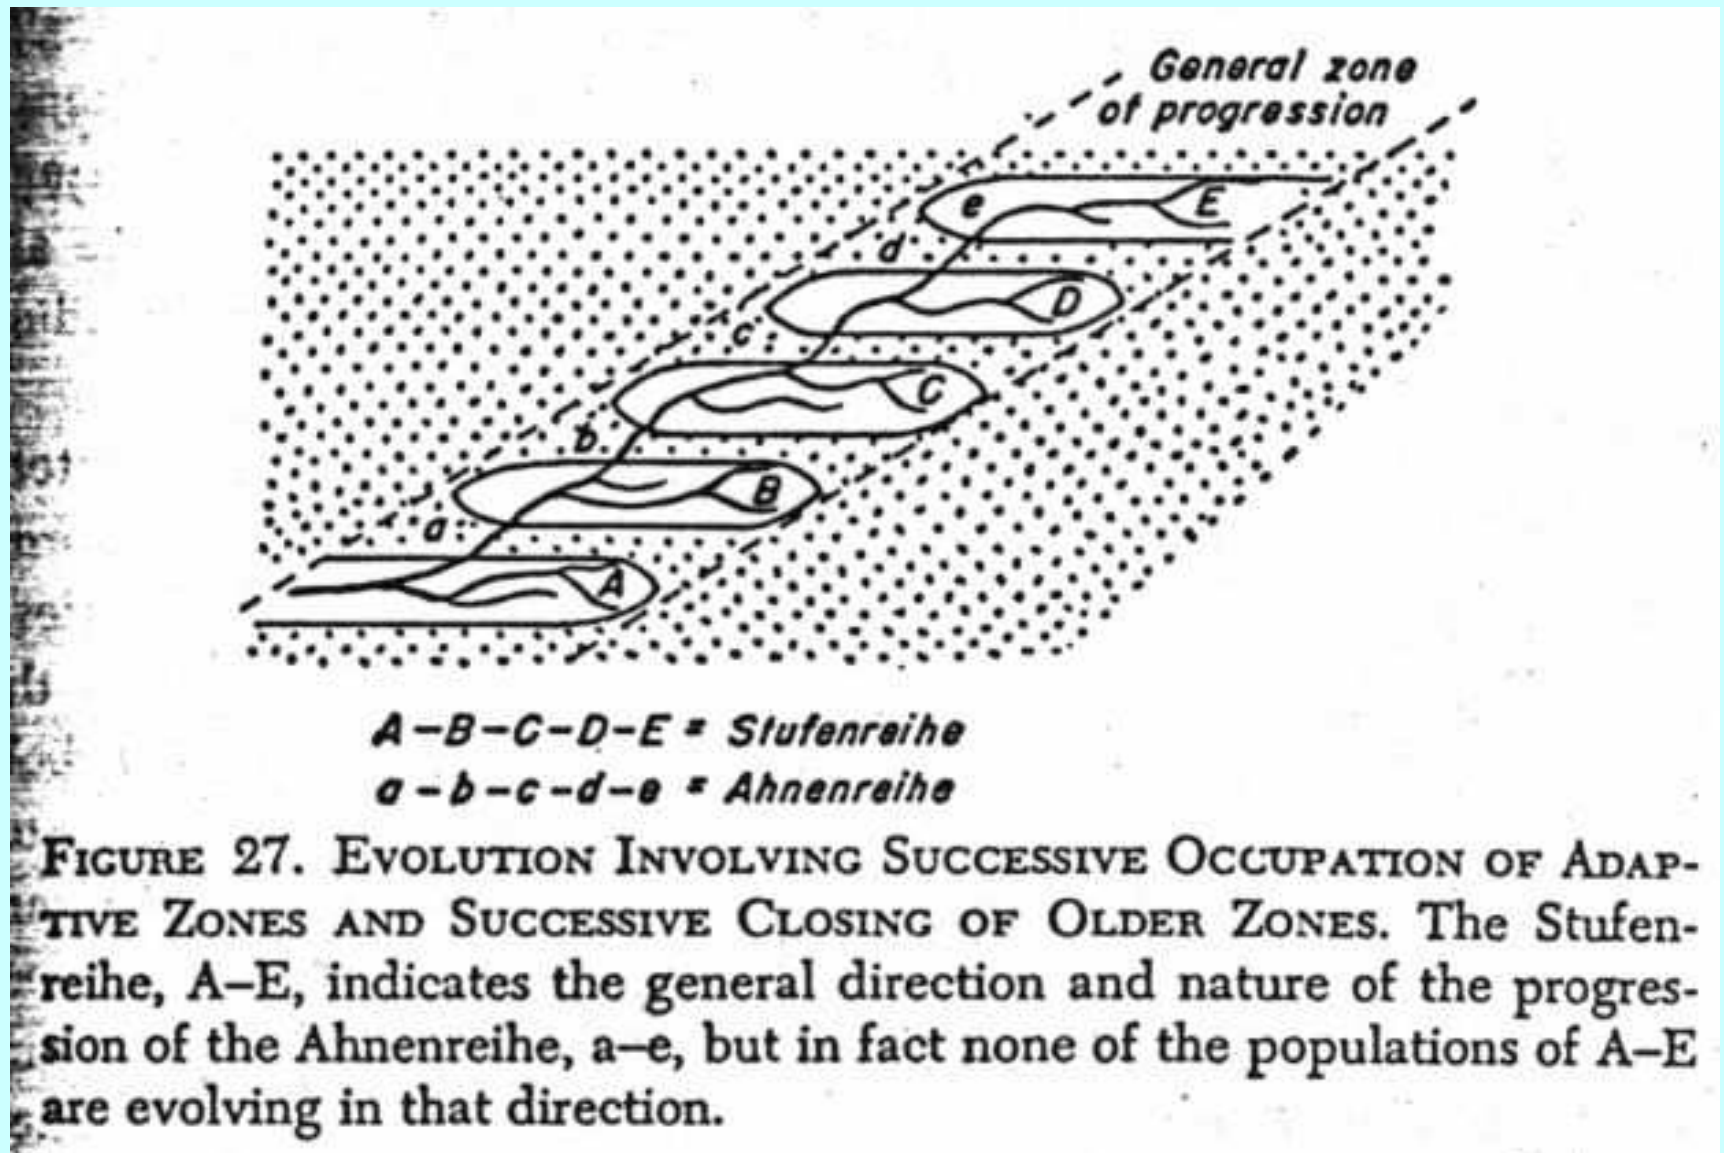 General zone
of progression
e
E
d
D
c
C
b
B
a
A
A-B-C-D-E = Stufenreihe
a-b-c-d-e = Ahnenreihe
FIGURE 27. EVOLUTION INVOLVING SUCCESSIVE OCCUPATION OF ADAP-
TIVE ZONES AND SUCCESSIVE CLOSING OF OLDER ZONES. The Stufen-
reihe, A–E, indicates the general direction and nature of the progres-
sion of the Ahnenreihe, a–e, but in fact none of the populations of A–E
are evolving in that direction.